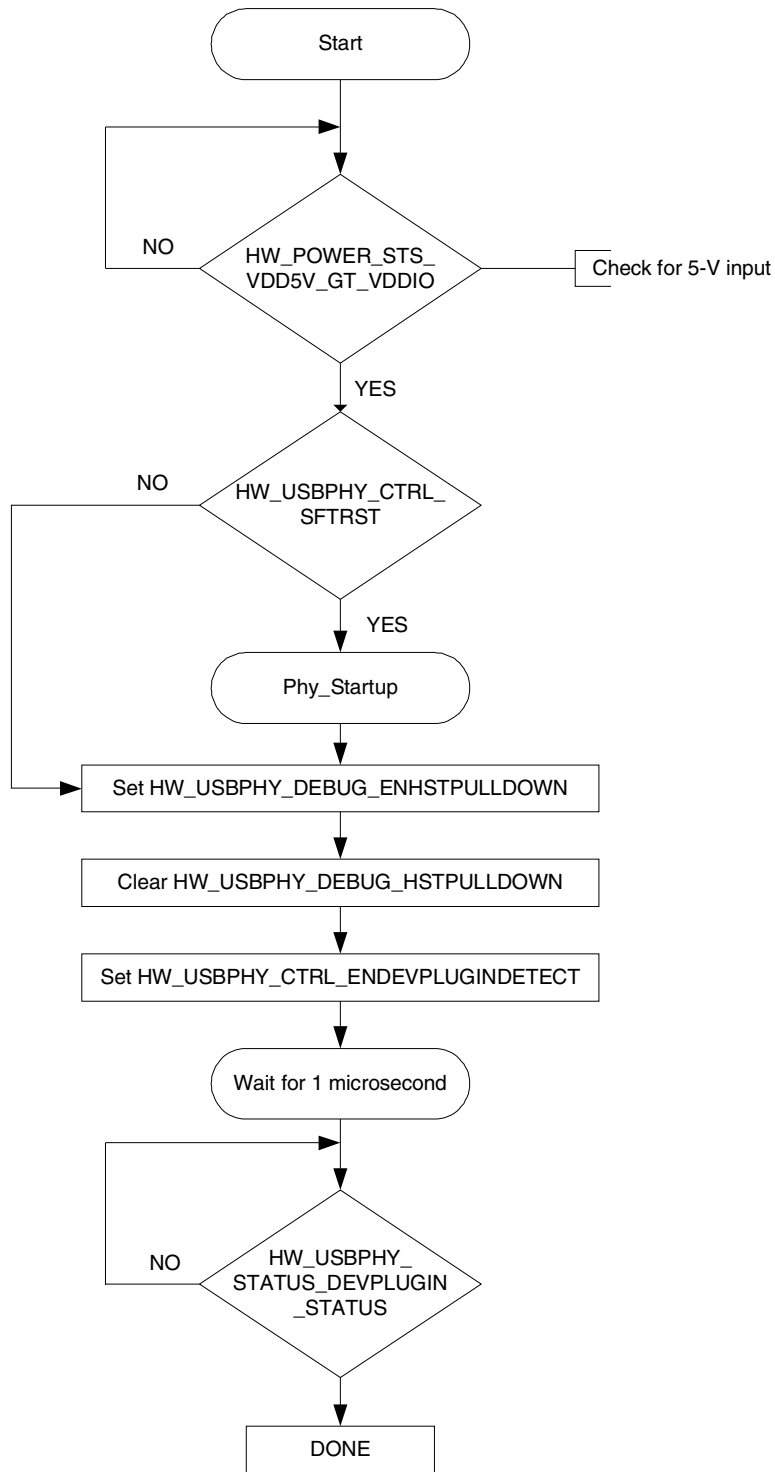 Start
NO
HW_POWER_STS_
VDD5V_GT_VDDIO
Check for 5-V input
YES
NO
HW_USBPHY_CTRL_
SFTRST
YES
Phy_Startup
Set HW_USBPHY_DEBUG_ENHSTPULLDOWN
Clear HW_USBPHY_DEBUG_HSTPULLDOWN
Set HW_USBPHY_CTRL_ENDEVPLUGINDETECT
Wait for 1 microsecond
NO
HW_USBPHY_
STATUS_DEVPLUGIN
_STATUS
DONE